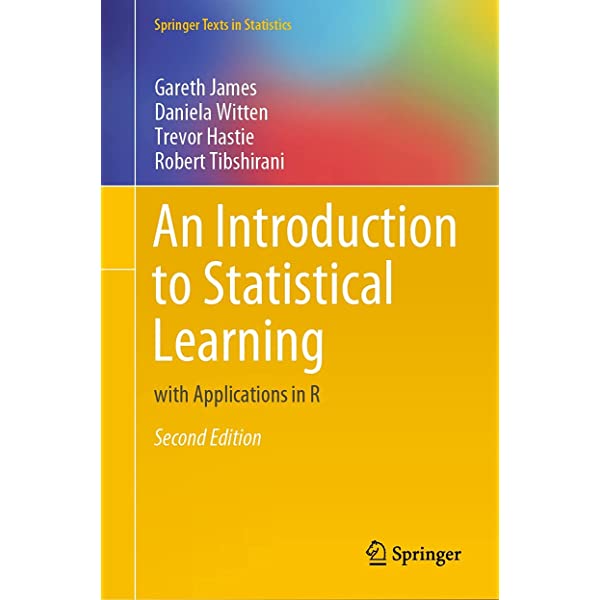 Springer Texts in Statistics
Gareth James
Daniela Witten
Trevor Hastie
Robert Tibshirani
An Introduction
to Statistical
Learning
with Applications in R
Second Edition
Springer